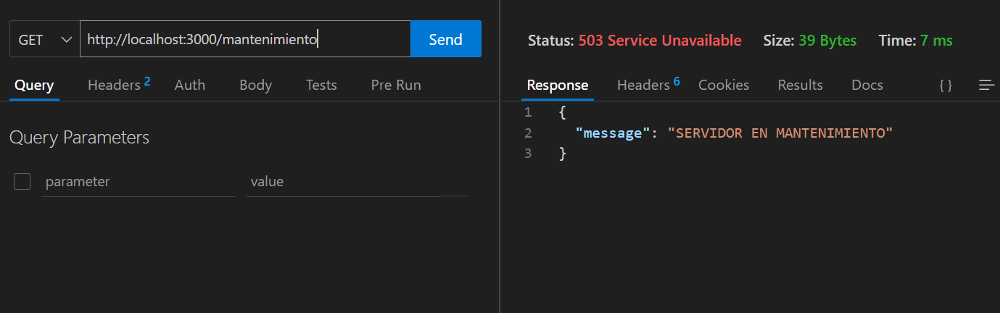 GET http://localhost:3000/mantenimiento Send
Query Headers 2 Auth Body Tests Pre Run
Query Parameters
parameter value
Status: 503 Service Unavailable Size: 39 Bytes Time: 7 ms
Response Headers 6 Cookies Results Docs { }
1 {
2 "message": "SERVIDOR EN MANTENIMIENTO"
3 }